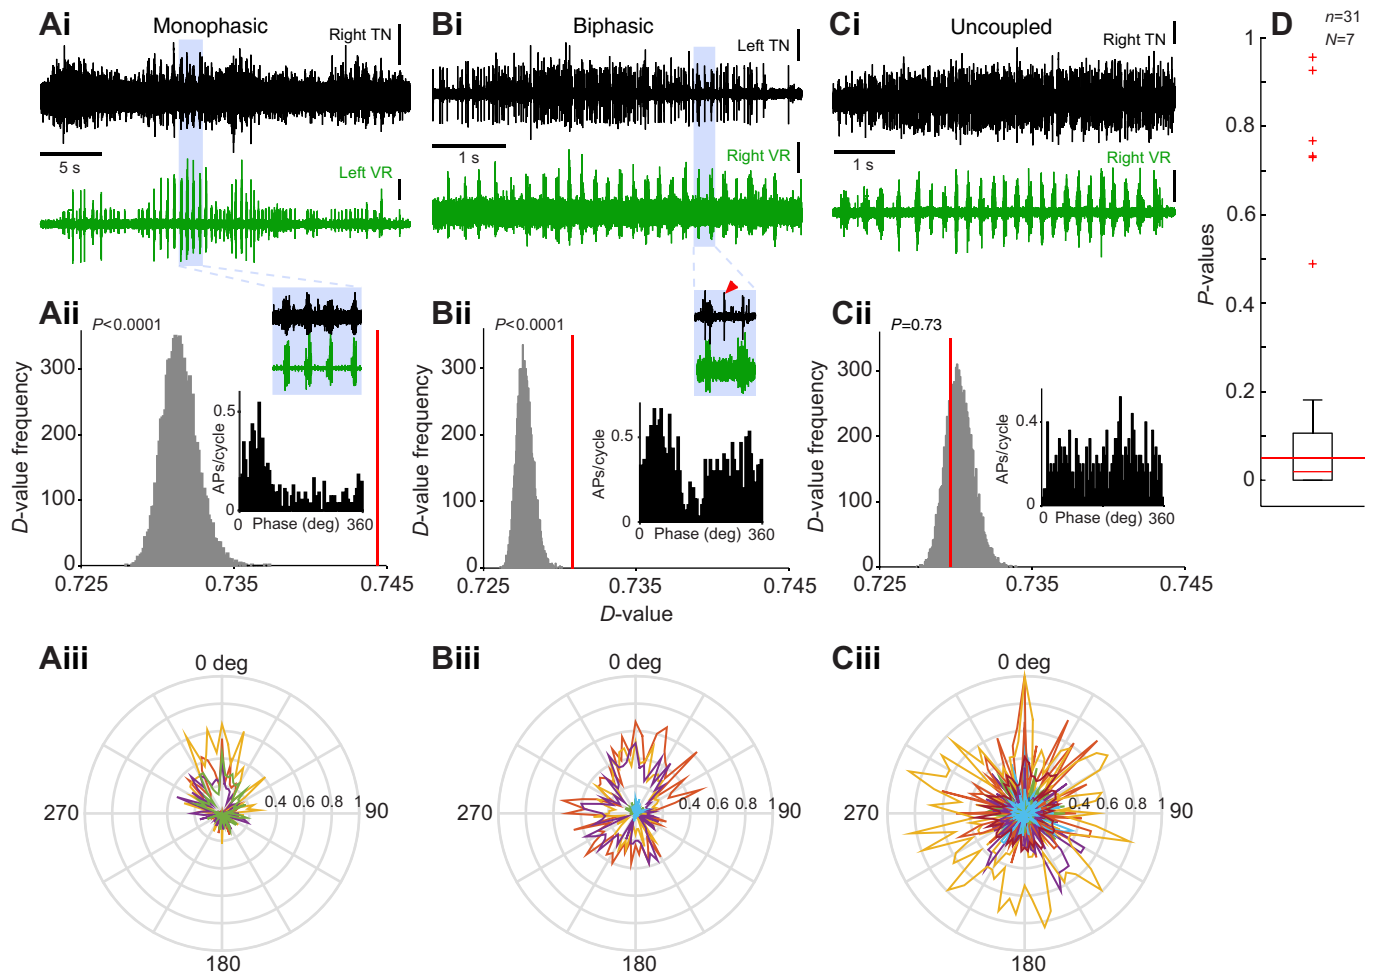 Ai
Monophasic
Right TN
5 s
Left VR
Bi
Biphasic
Left TN
1 s
Right VR
Ci
Uncoupled
Right TN
1 s
Right VR
D
n=31
N=7
P-values
1
0.8
0.6
0.4
0.2
0
Aii
P<0.0001
D-value frequency
300
200
100
0
0.725
0.735
0.745
APs/cycle
0.5
0
0
Phase (deg)
360
Bii
P<0.0001
D-value frequency
300
200
100
0
0.725
0.735
0.745
D-value
APs/cycle
0.5
0
0
Phase (deg)
360
Cii
P=0.73
D-value frequency
300
200
100
0
0.725
0.735
0.745
APs/cycle
0.4
0
0
Phase (deg)
360
Aiii
0 deg
270
0.4 0.6 0.8 1
90
180
Biii
0 deg
270
0.4 0.6 0.8 1
90
180
Ciii
0 deg
270
0.4 0.6 0.8 1
90
180